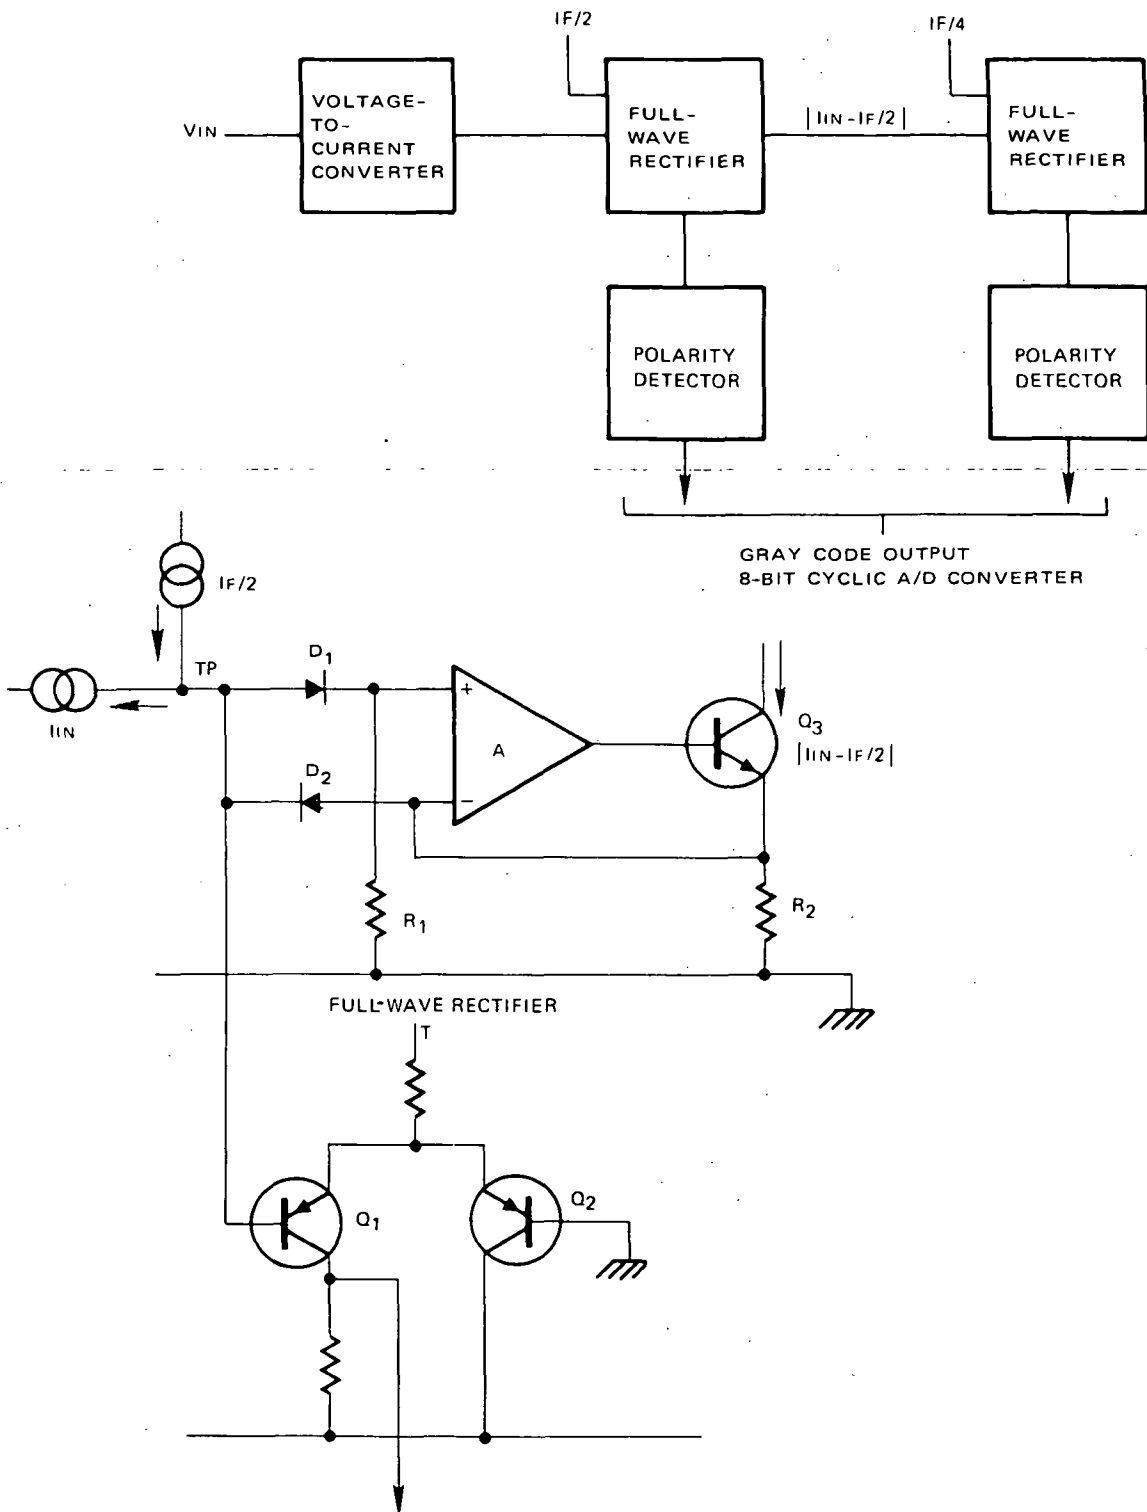 IF/2
IF/4
VOLTAGE-
TO-
CURRENT
CONVERTER
FULL-
WAVE
RECTIFIER
FULL-
WAVE
RECTIFIER
VIN
|IIN-IF/2|
POLARITY
DETECTOR
POLARITY
DETECTOR
GRAY CODE OUTPUT
8-BIT CYCLIC A/D CONVERTER
IF/2
TP
D1
IIN
+
A
Q3
|IIN-IF/2|
D2
-
R1
R2
FULL-WAVE RECTIFIER
T
Q1
Q2